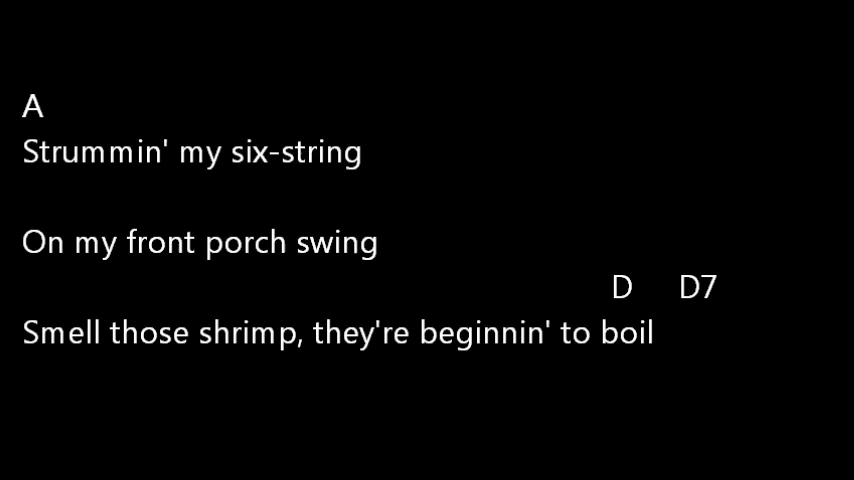 A
Strummin' my six-string
On my front porch swing
D D7
Smell those shrimp, they're beginnin' to boil